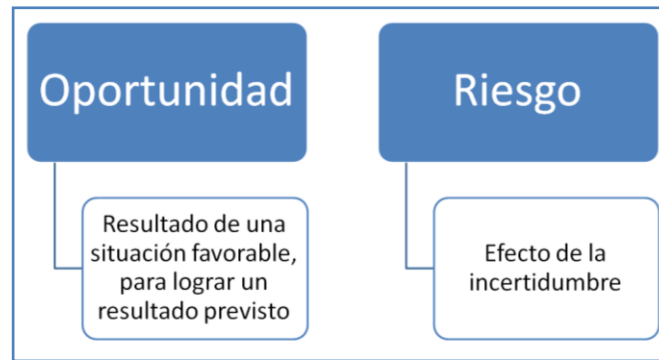 Oportunidad
Resultado de una
situación favorable,
para lograr un
resultado previsto
Riesgo
Efecto de la
incertidumbre